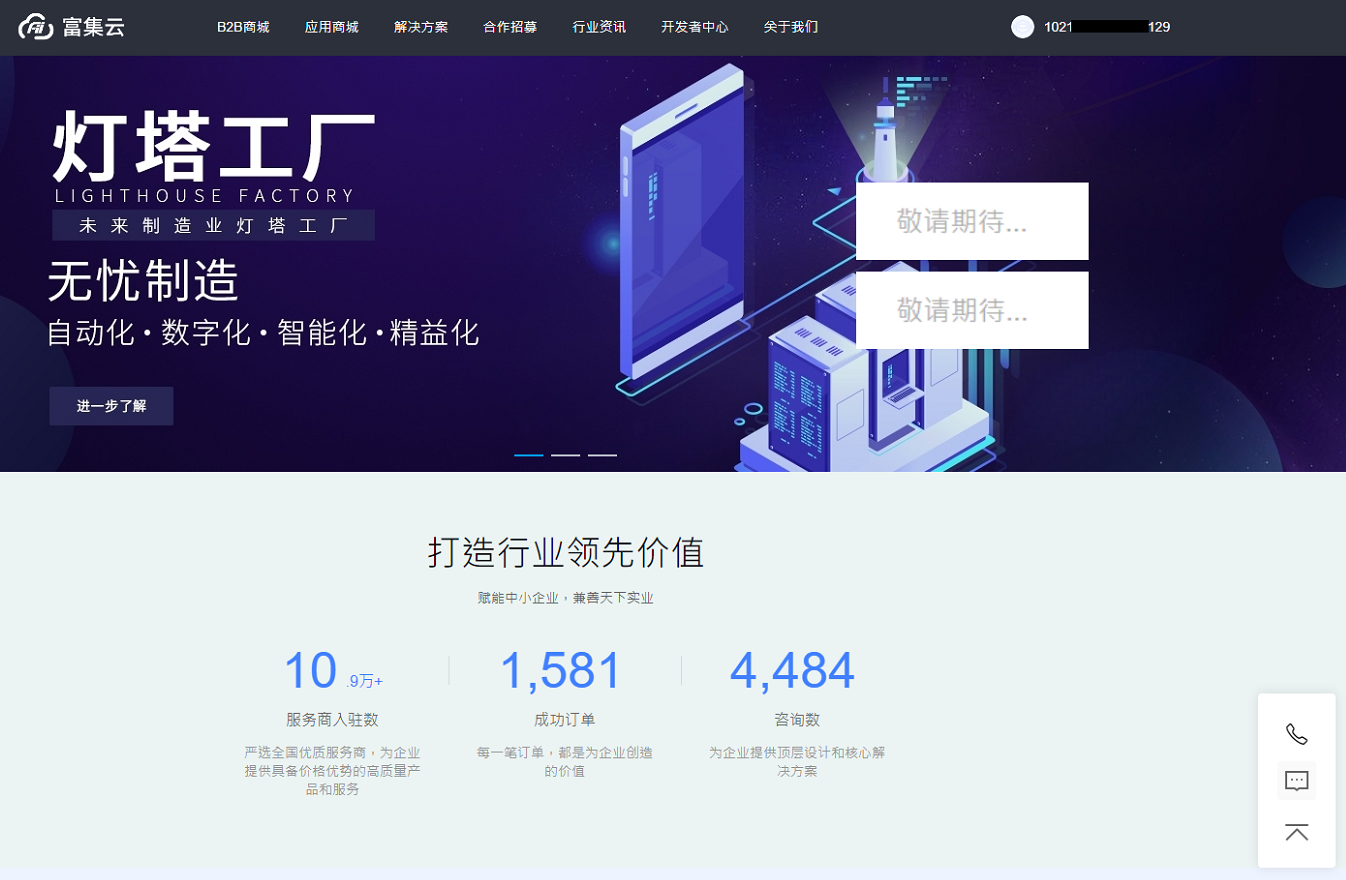 富集云
B2B商城 应用商城 解决方案 合作招募 行业资讯 开发者中心 关于我们
1021 129
灯塔工厂
LIGHTHOUSE FACTORY
未来制造业灯塔工厂
无忧制造
自动化·数字化·智能化·精益化
进一步了解
敬请期待...
敬请期待...
打造行业领先价值
赋能中小企业，兼善天下实业
10 .9万+
服务商入驻数
严选全国优质服务商，为企业
提供具备价格优势的高质量产
品和服务
1,581
成功订单
每一笔订单，都是为企业创造
的价值
4,484
咨询数
为企业提供顶层设计和核心解
决方案